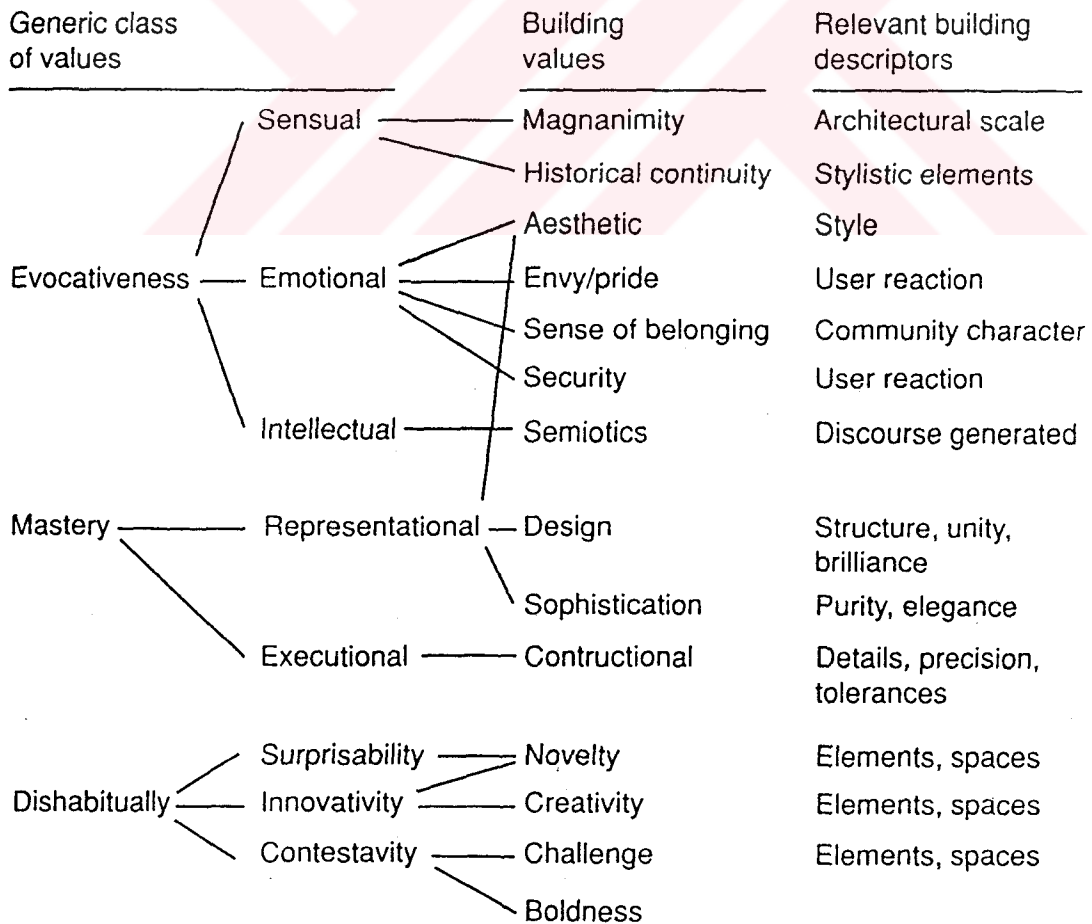 Generic class of values
Building values
Relevant building descriptors
Sensual Magnanimity Architectural scale
Historical continuity Stylistic elements
Aesthetic Style
Evocativeness Emotional Envy/pride User reaction
Sense of belonging Community character
Security User reaction
Intellectual Semiotics Discourse generated
Mastery Representational Design Structure, unity,
brilliance
Sophistication Purity, elegance
Executional Contructional Details, precision,
tolerances
Surprisability Novelty Elements, spaces
Dishabitually Innovativity Creativity Elements, spaces
Contestavity Challenge Elements, spaces
Boldness